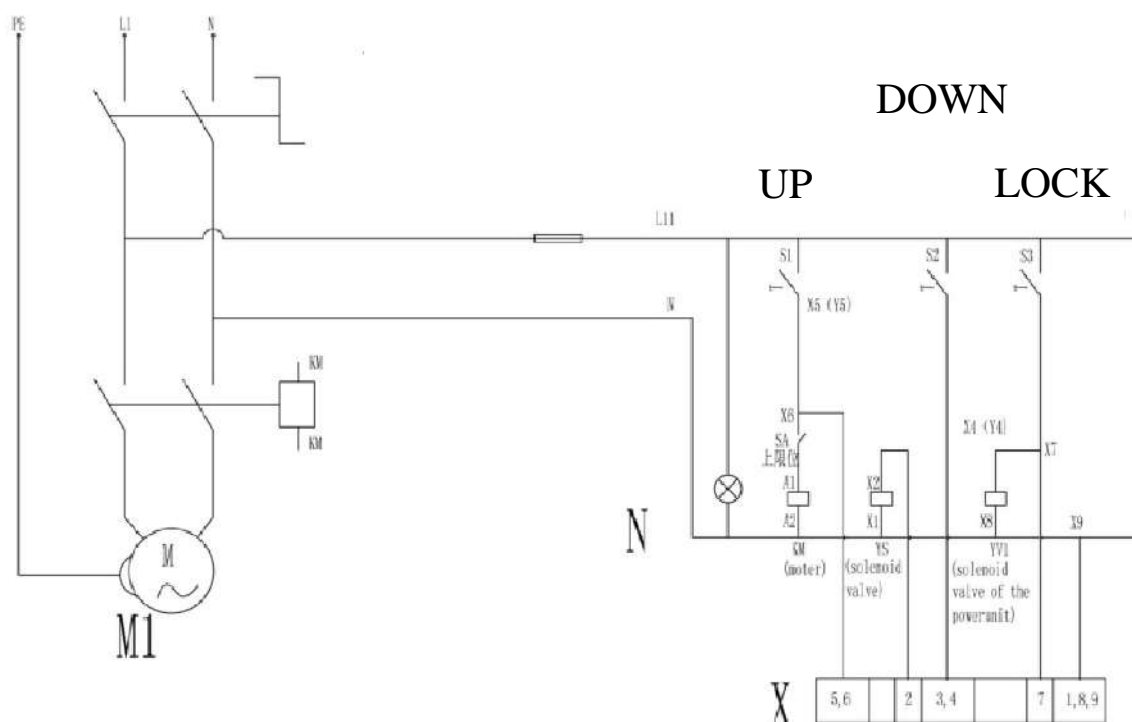 PE
L1
N
DOWN
UP
LOCK
L11
S1
S2
S3
X5 (Y5)
N
KM
KM
X6
SA
上限位
X4 (Y4)
X7
A1
X2
A2
X1
X8
X9
N
KM
(moter)
YS
(solenoid
valve)
YV1
(solenoid
valve of the
powerunit)
M
M1
X
5,6
2
3,4
7
1,8,9